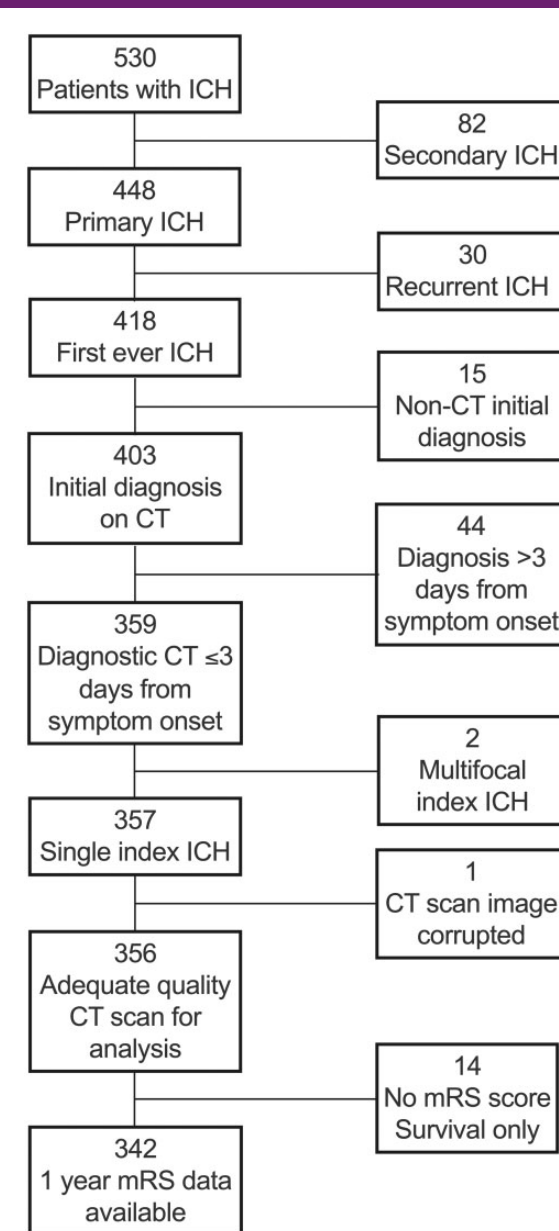 530
Patients with ICH
82
Secondary ICH
448
Primary ICH
30
Recurrent ICH
418
First ever ICH
15
Non-CT initial
diagnosis
403
Initial diagnosis
on CT
44
Diagnosis >3
days from
symptom onset
359
Diagnostic CT ≤3
days from
symptom onset
2
Multifocal
index ICH
357
Single index ICH
1
CT scan image
corrupted
356
Adequate quality
CT scan for
analysis
14
No mRS score
Survival only
342
1 year mRS data
available